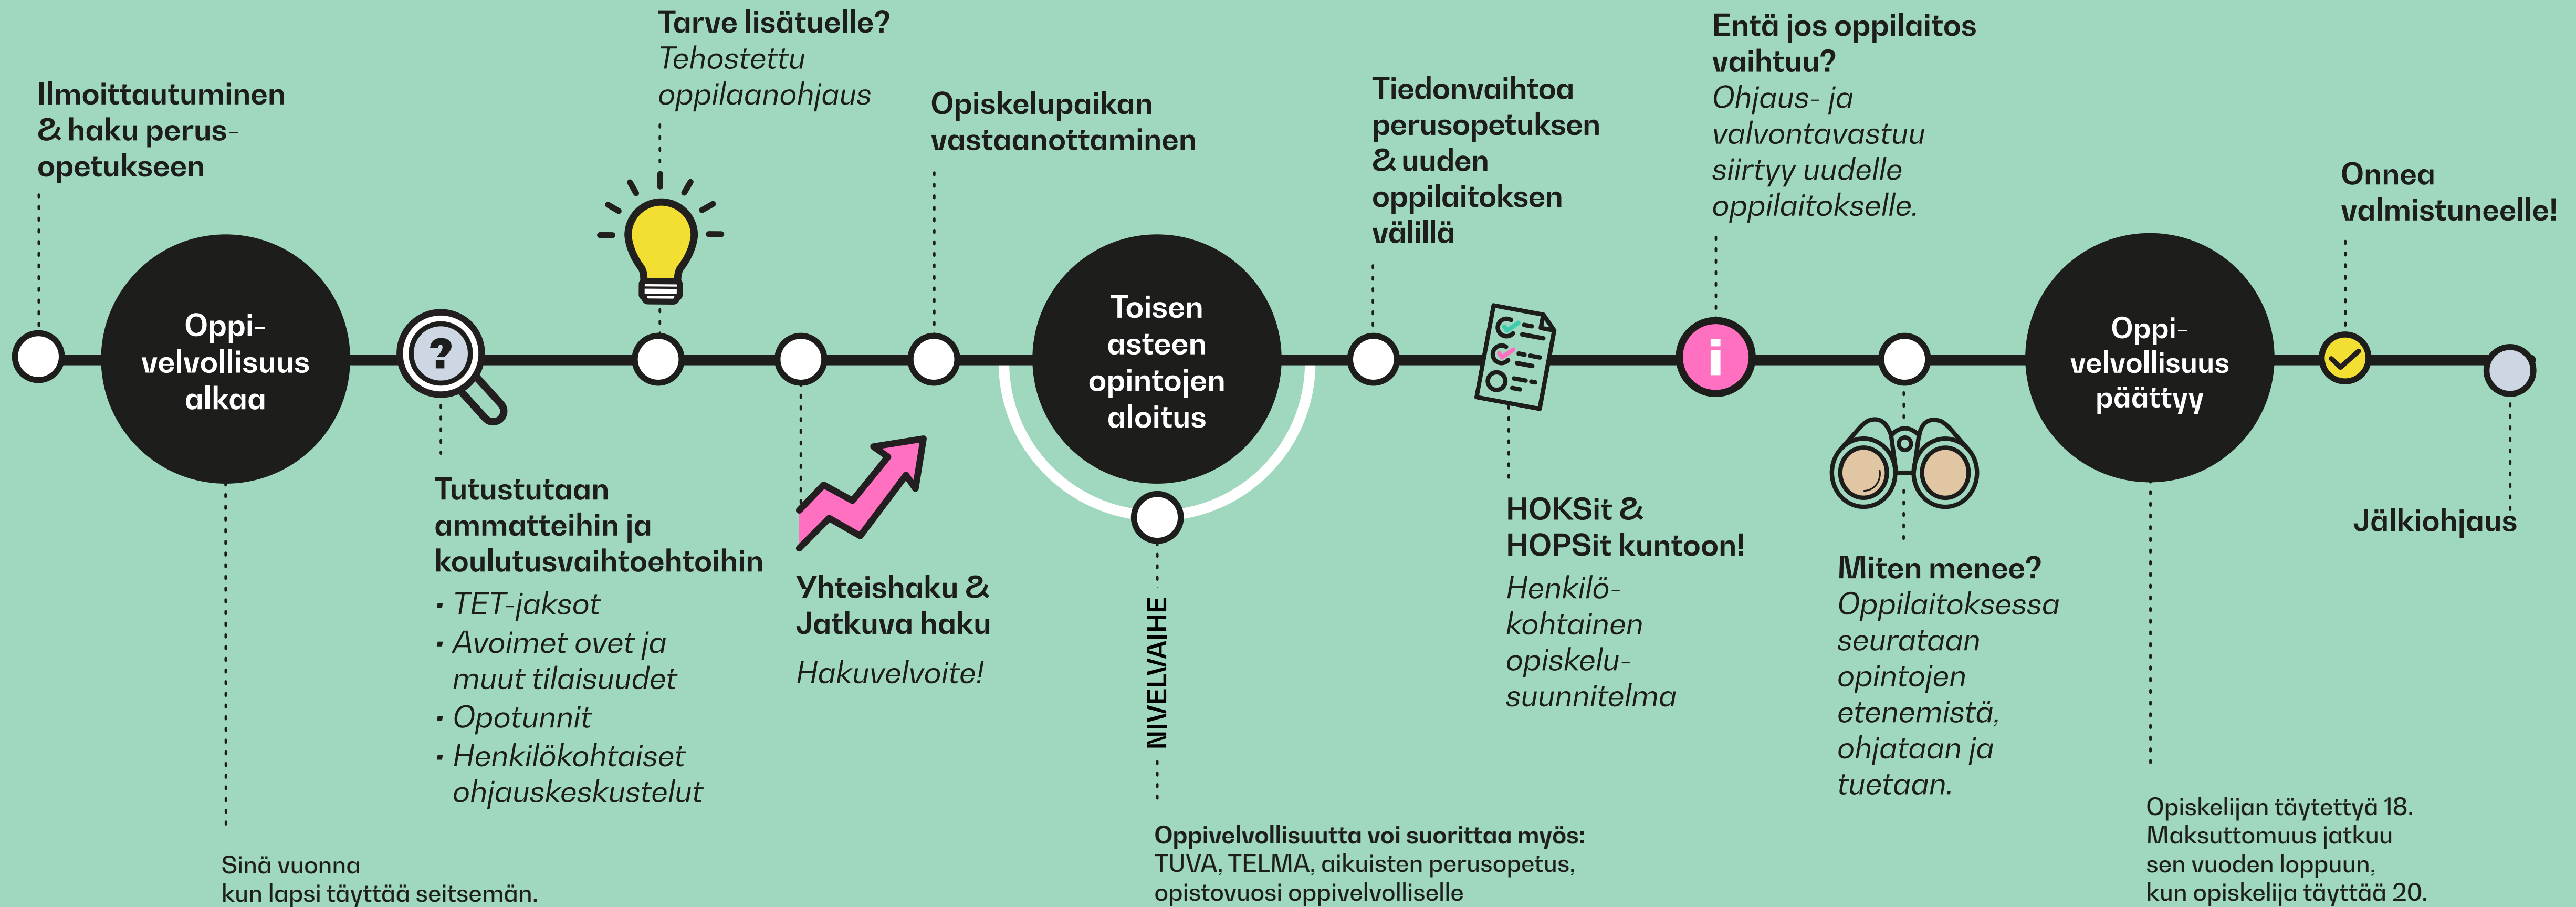 Ilmoittautuminen
& haku perus-
opetukseen
Oppi-
velvollisuus
alkaa
Sinä vuonna
kun lapsi täyttää seitsemän.
?
Tutustutaan
ammatteihin ja
koulutusvaihtoehtoihin
· TET-jaksot
· Avoimet ovet ja
muut tilaisuudet
· Opotunnit
· Henkilökohtaiset
ohjauskeskustelut
Tarve lisätuelle?
Tehostettu
oppilaanohjaus
Yhteishaku &
Jatkuva haku
Hakuvelvoite!
Opiskelupaikan
vastaanottaminen
Toisen
asteen
opintojen
aloitus
NIVELVAIHE
Oppivelvollisuutta voi suorittaa myös:
TUVA, TELMA, aikuisten perusopetus,
opistovuosi oppivelvolliselle
Tiedonvaihtoa
perusopetuksen
& uuden
oppilaitoksen
välillä
HOKSit &
HOPSit kuntoon!
Henkilö-
kohtainen
opiskelu-
suunnitelma
Entä jos oppilaitos
vaihtuu?
Ohjaus- ja
valvontavastuu
siirtyy uudelle
oppilaitokselle.
i
Miten menee?
Oppilaitoksessa
seurataan
opintojen
etenemistä,
ohjataan ja
tuetaan.
Oppi-
velvollisuus
päättyy
Opiskelijan täytettyä 18.
Maksuttomuus jatkuu
sen vuoden loppuun,
kun opiskelija täyttää 20.
Onnea
valmistuneelle!
Jälkiohjaus